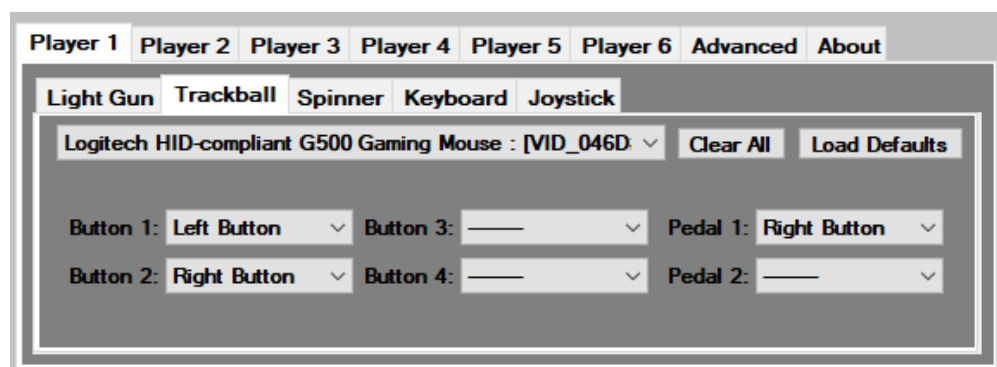 Player 1 Player 2 Player 3 Player 4 Player 5 Player 6 Advanced About
Light Gun Trackball Spinner Keyboard Joystick
Logitech HID-compliant G500 Gaming Mouse : [VID_046D Clear All Load Defaults
Button 1: Left Button Button 3: ——— Pedal 1: Right Button
Button 2: Right Button Button 4: ——— Pedal 2: ———